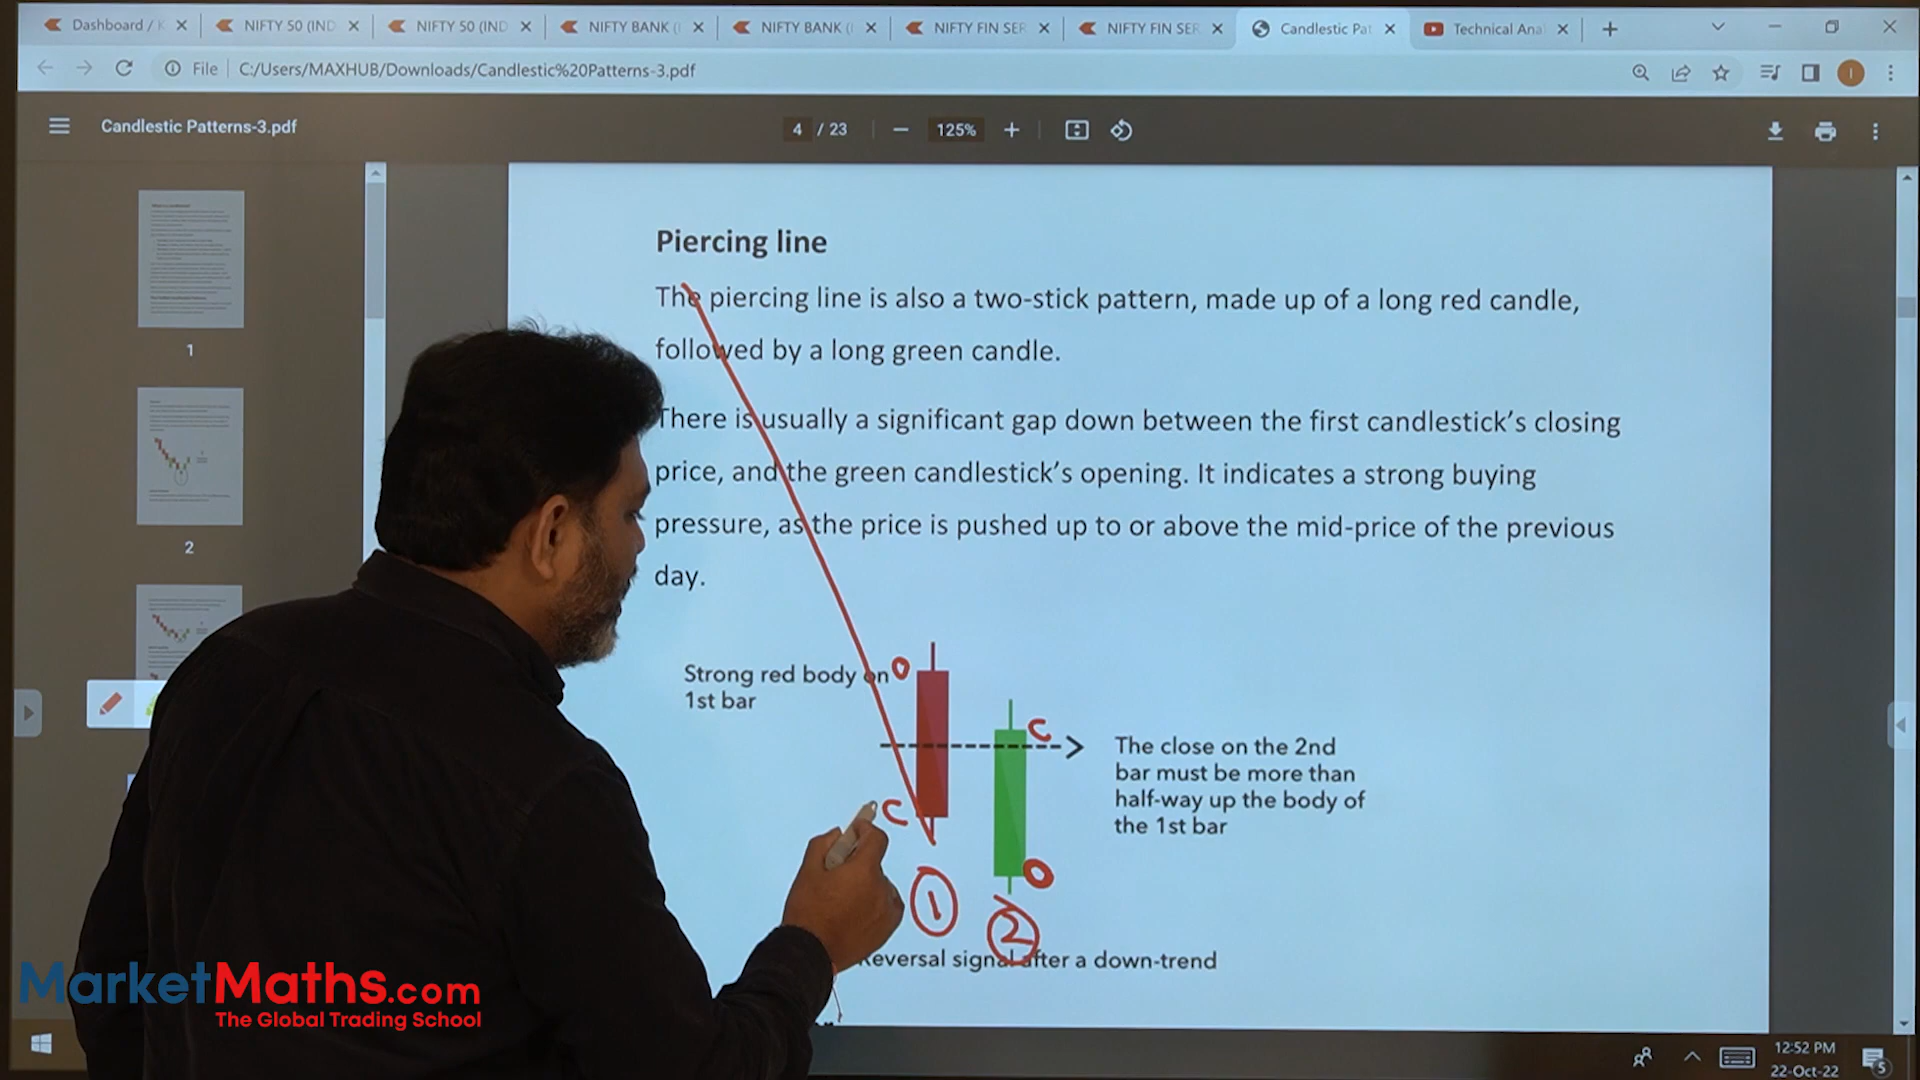 Dashboard / K
NIFTY 50 (IND
NIFTY 50 (IND
NIFTY BANK (
NIFTY BANK (
NIFTY FIN SER
NIFTY FIN SER
Candlestic Pat
Technical Ana
File
C:/Users/MAXHUB/Downloads/Candlestic%20Patterns-3.pdf
I
Candlestic Patterns-3.pdf
4 / 23
125%
1
2
Piercing line
The piercing line is also a two-stick pattern, made up of a long red candle,
followed by a long green candle.
There is usually a significant gap down between the first candlestick's closing
price, and the green candlestick's opening. It indicates a strong buying
pressure, as the price is pushed up to or above the mid-price of the previous
day.
Strong red body on
1st bar
O
C
C
O
The close on the 2nd
bar must be more than
half-way up the body of
the 1st bar
1
2
Reversal signal after a down-trend
MarketMaths.com
The Global Trading School
12:52 PM
22-Oct-22
5